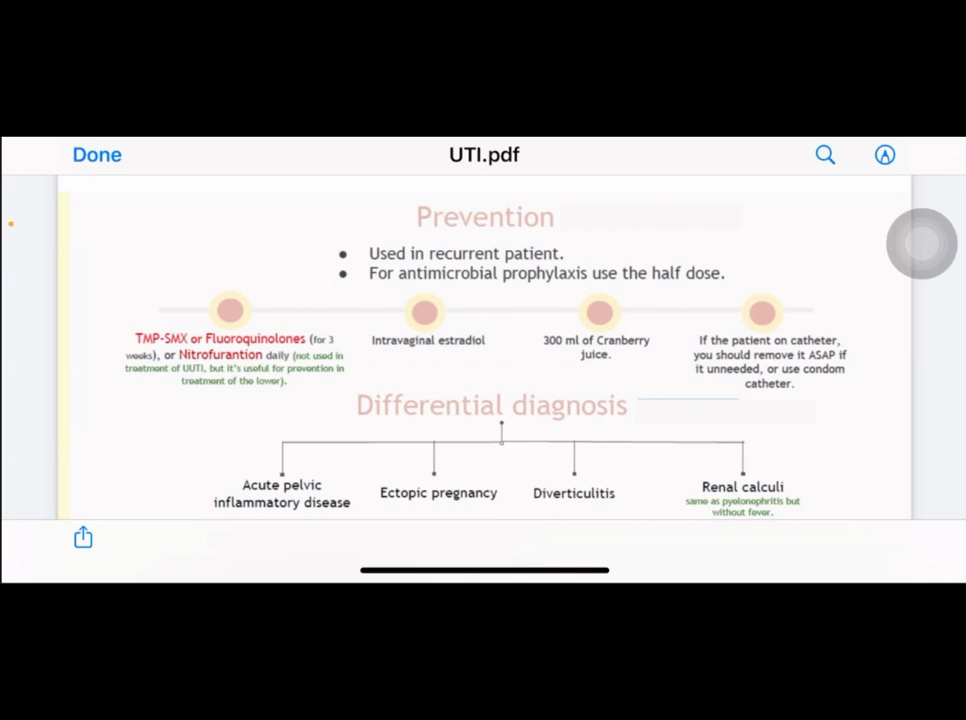 Done
UTI.pdf
Prevention
● Used in recurrent patient.
● For antimicrobial prophylaxis use the half dose.
TMP-SMX or Fluoroquinolones (for 3
weeks), or Nitrofurantion daily (not used in
treatment of UUTI, but it's useful for prevention in
treatment of the lower).
Intravaginal estradiol
300 ml of Cranberry
juice.
If the patient on catheter,
you should remove it ASAP if
it unneeded, or use condom
catheter.
Differential diagnosis
Acute pelvic
inflammatory disease
Ectopic pregnancy
Diverticulitis
Renal calculi
same as pyelonephritis but
without fever.